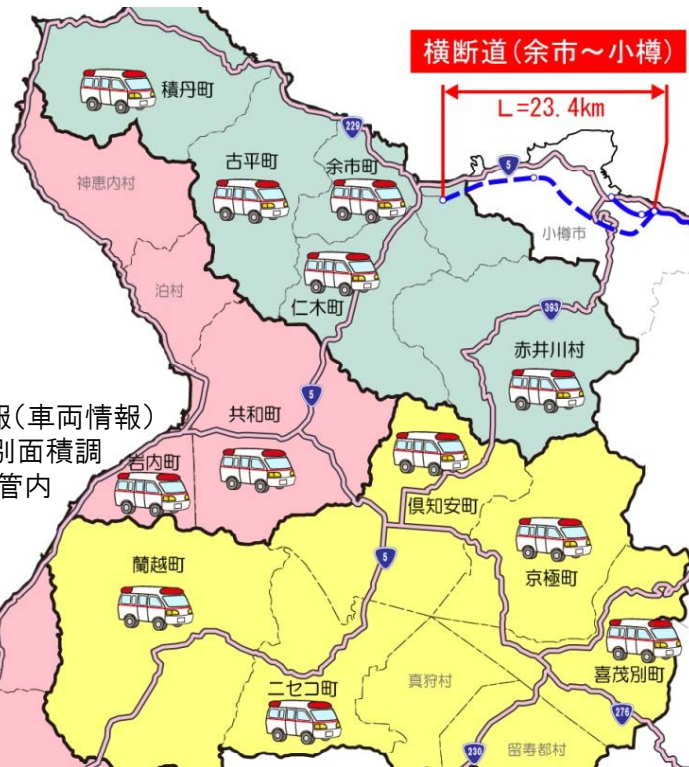 横断道(余市～小樽)
L=23.4km
積丹町
229
古平町
余市町
5
神恵内村
小樽市
仁木町
泊村
393
赤井川村
5
報(車両情報)
共和町
別面積調
岩内町
管内
倶知安町
5
蘭越町
京極町
喜茂別町
ニセコ町
真狩村
276
230
留寿都村